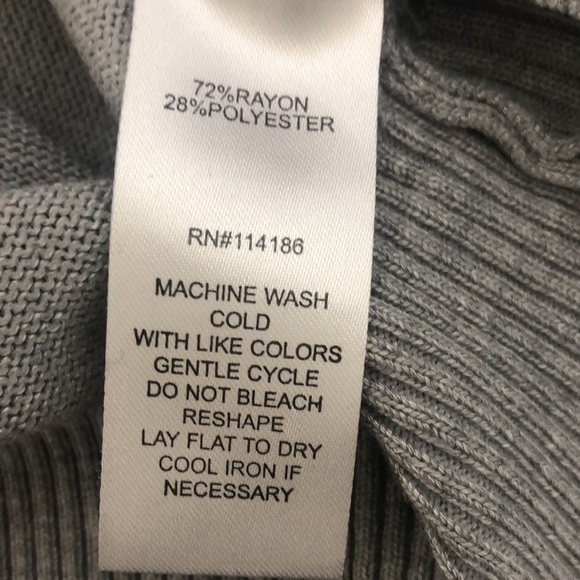 72%RAYON
28%POLYESTER
RN#114186
MACHINE WASH
COLD
WITH LIKE COLORS
GENTLE CYCLE
DO NOT BLEACH
RESHAPE
LAY FLAT TO DRY
COOL IRON IF
NECESSARY